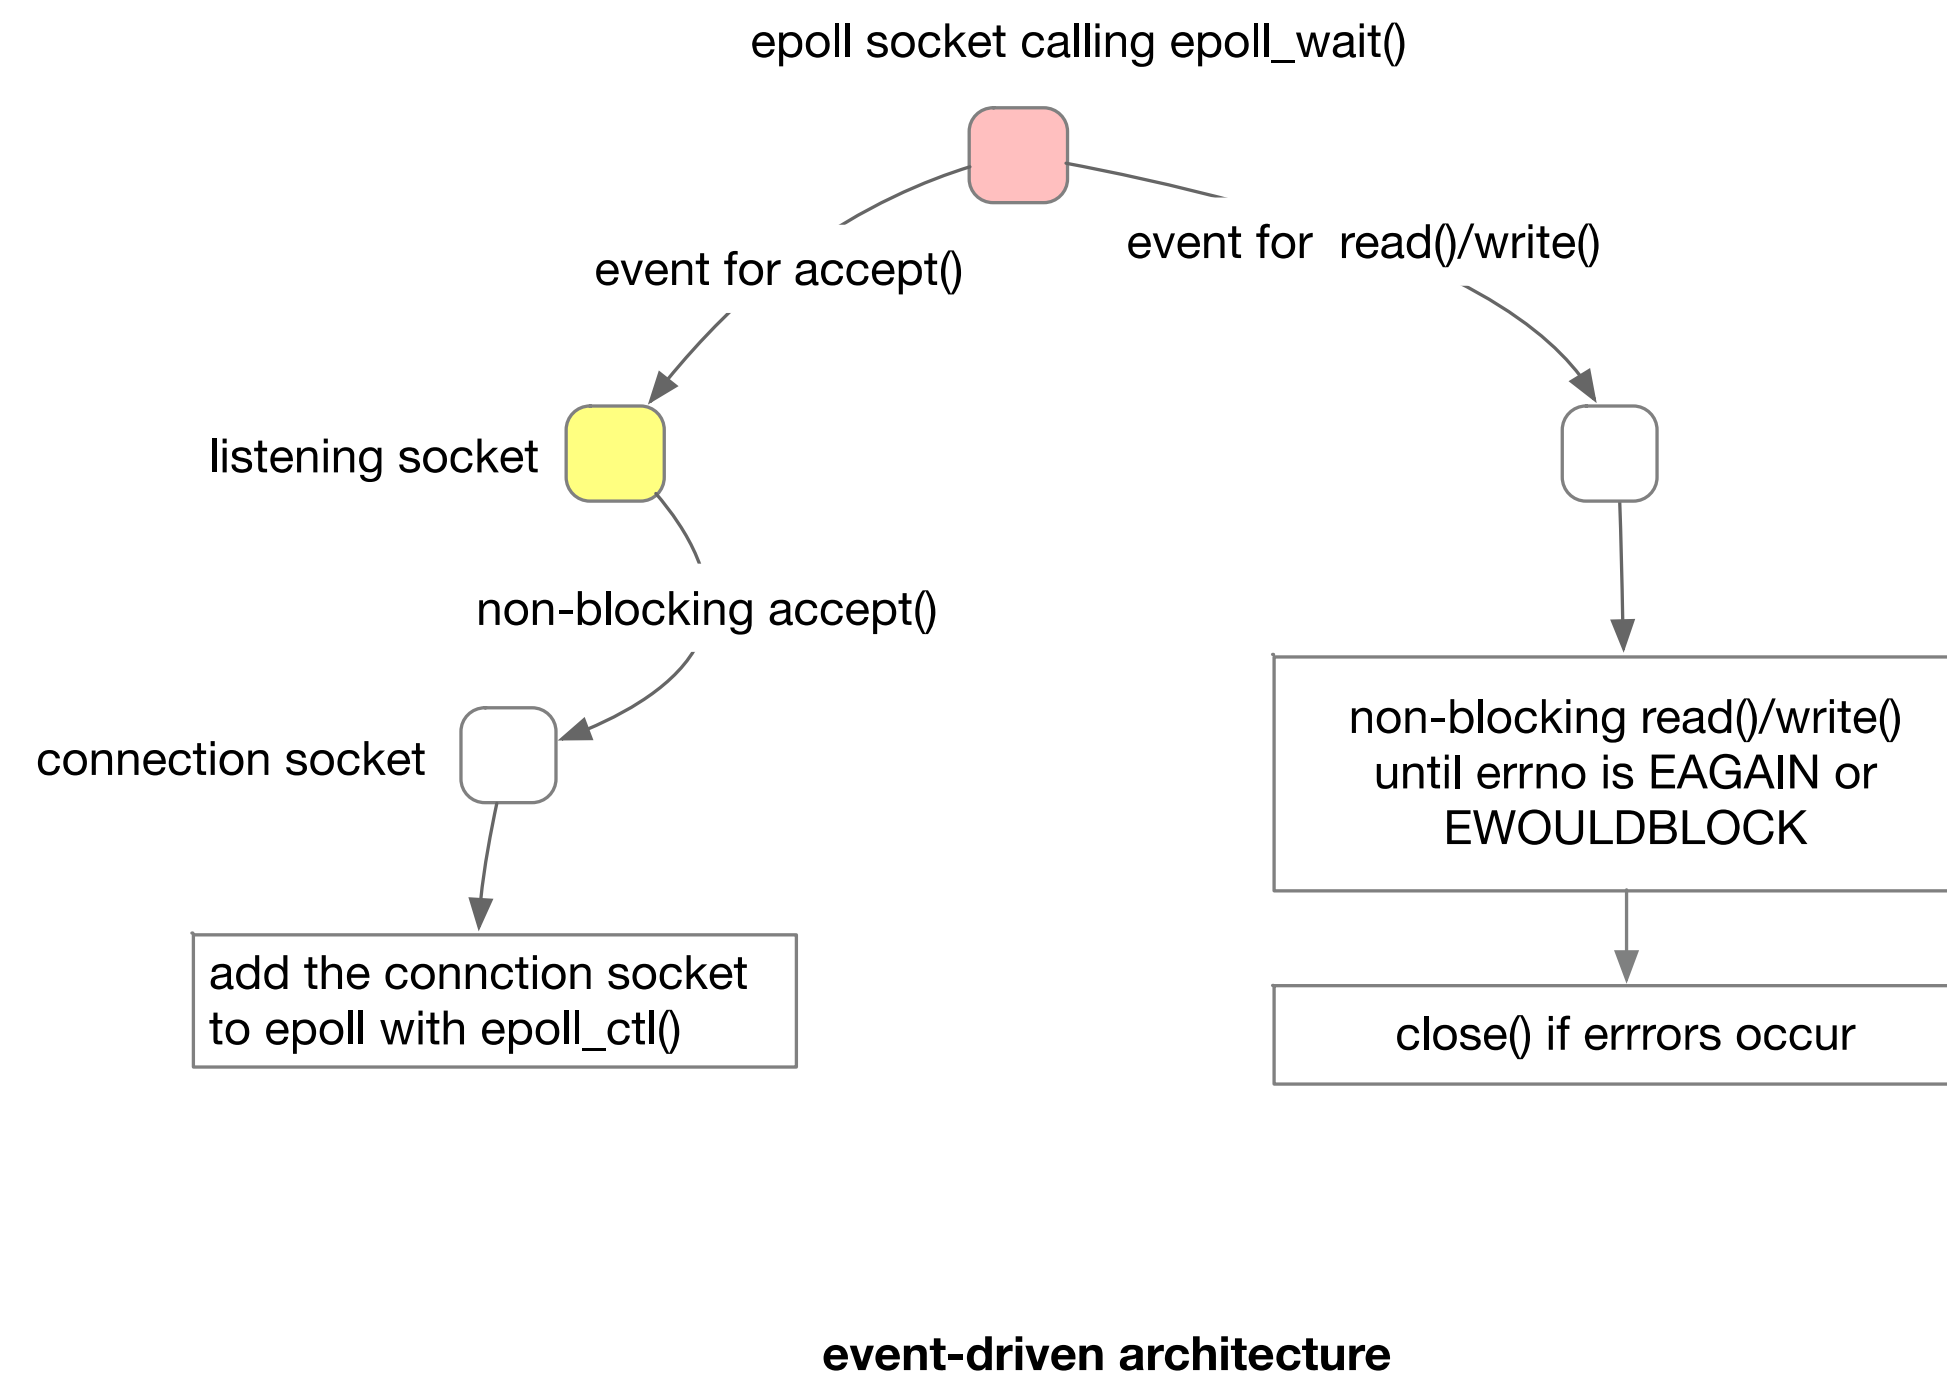 epoll socket calling epoll_wait()
event for accept()
event for  read()/write()
listening socket
non-blocking accept()
connection socket
add the connction socket
to epoll with epoll_ctl()
non-blocking read()/write()
until errno is EAGAIN or
EWOULDBLOCK
close() if errrors occur
event-driven architecture